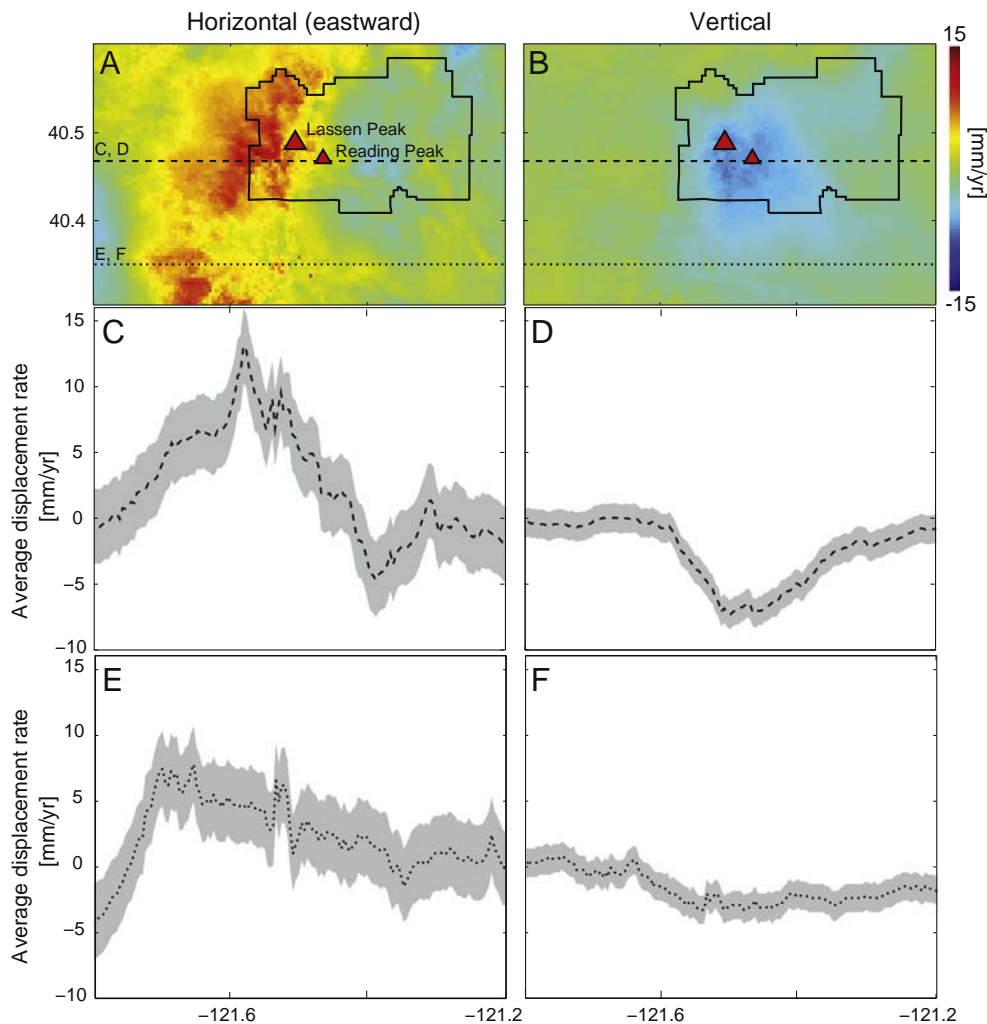 Horizontal (eastward)
Vertical
A
B
15
[mm/yr]
-15
40.5
40.4
C, D
E, F
Lassen Peak
Reading Peak
C
D
15
10
5
0
−5
−10
Average displacement rate
[mm/yr]
E
F
15
10
5
0
−5
−10
Average displacement rate
[mm/yr]
−121.6
−121.2
−121.6
−121.2